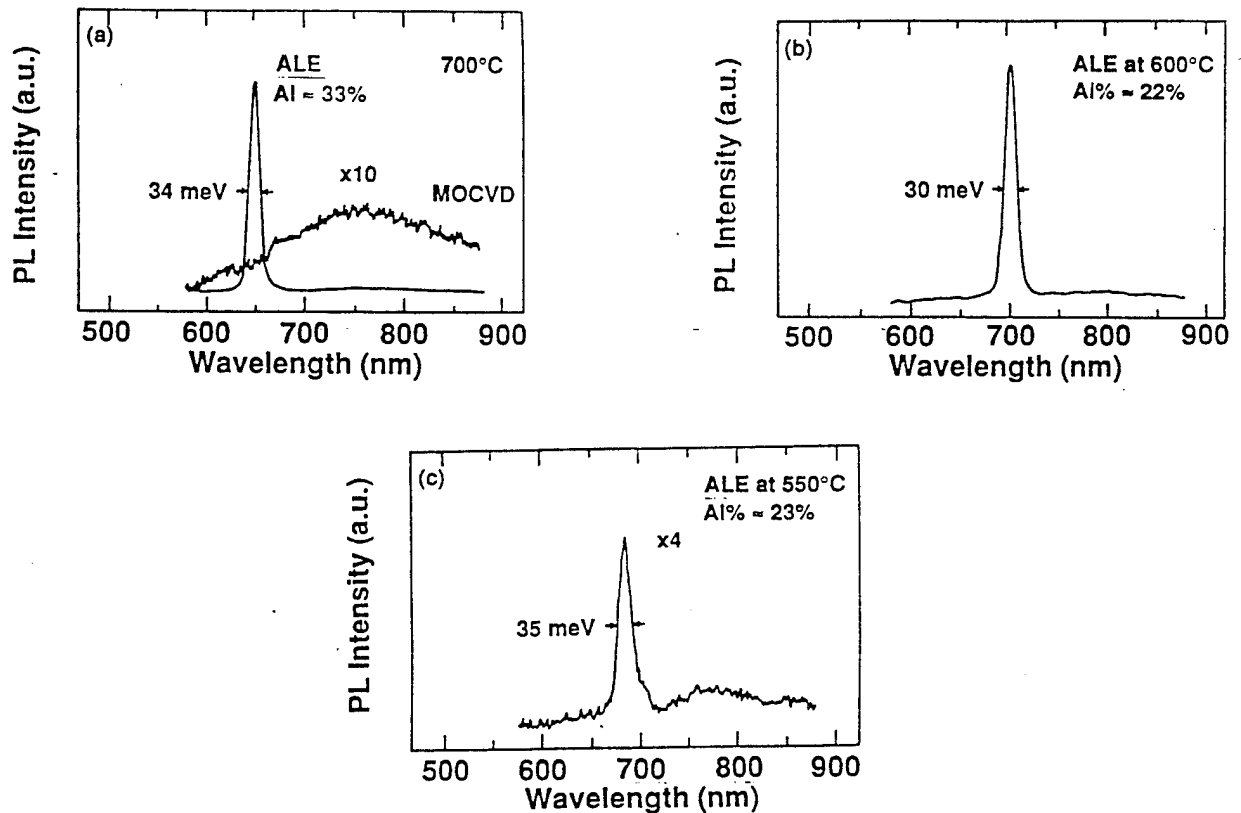 (a)
ALE
Al ≈ 33%
700°C
34 meV
x10
MOCVD
PL Intensity (a.u.)
500 600 700 800 900
Wavelength (nm)
(b)
ALE at 600°C
Al% ≈ 22%
30 meV
PL Intensity (a.u.)
500 600 700 800 900
Wavelength (nm)
(c)
ALE at 550°C
Al% ≈ 23%
x4
35 meV
PL Intensity (a.u.)
500 600 700 800 900
Wavelength (nm)